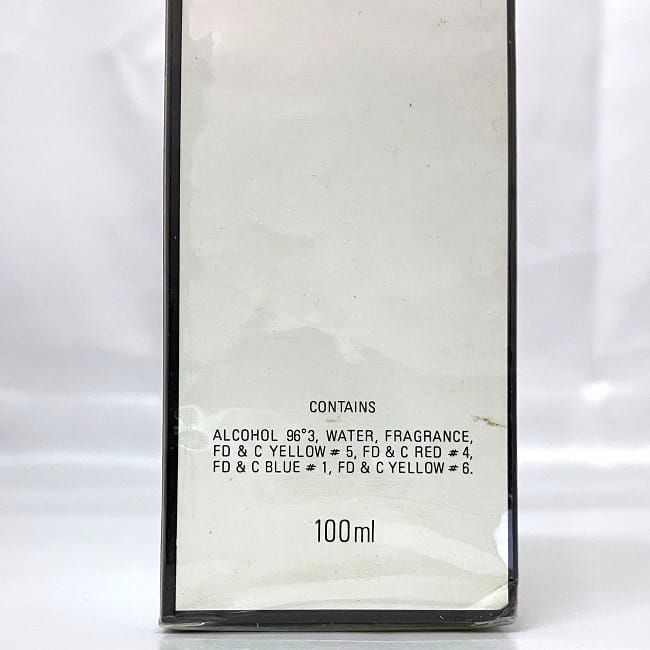 CONTAINS
ALCOHOL 96°3, WATER, FRAGRANCE,
FD & C YELLOW # 5, FD & C RED # 4,
FD & C BLUE # 1, FD & C YELLOW # 6.
100ml